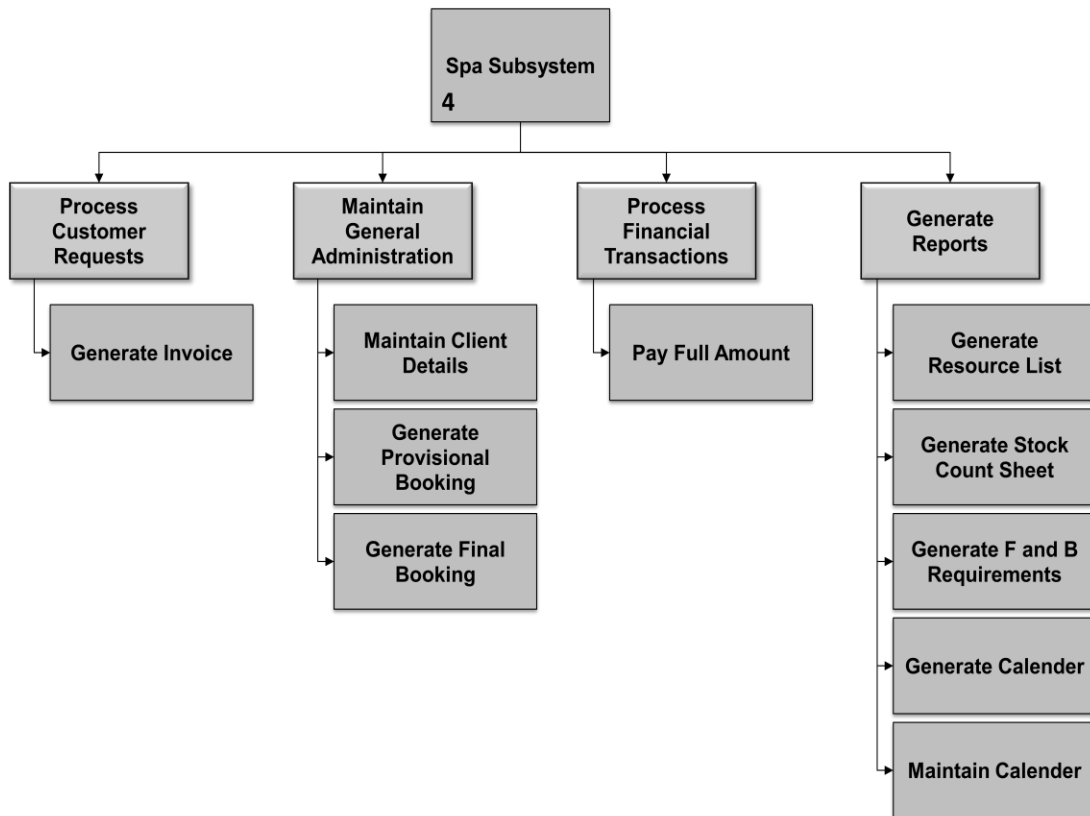 Spa Subsystem
4
Process
Customer
Requests
Maintain
General
Administration
Process
Financial
Transactions
Generate
Reports
Generate Invoice
Maintain Client
Details
Generate
Provisional
Booking
Generate Final
Booking
Pay Full Amount
Generate
Resource List
Generate Stock
Count Sheet
Generate F and B
Requirements
Generate Calender
Maintain Calender